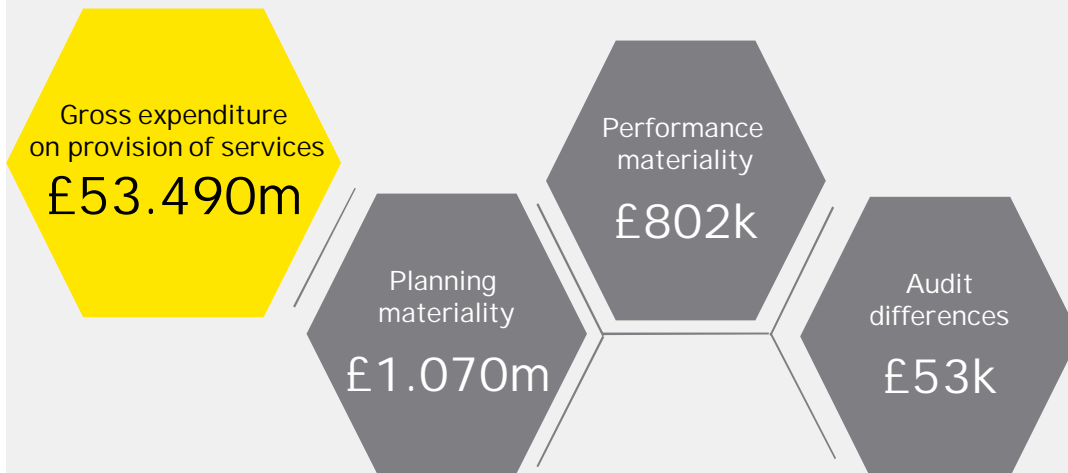 Gross expenditure
on provision of services
£53.490m
Planning
materiality
£1.070m
Performance
materiality
£802k
Audit
differences
£53k